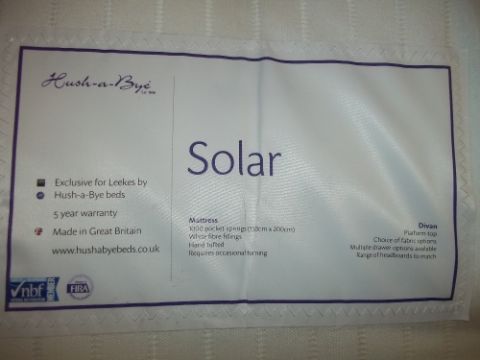 Hush-a-Bye
Solar
Exclusive for Leekes by
Hush-a-Bye beds
5 year warranty
Made in Great Britain
www.hushabyebeds.co.uk
Mattress
1000 pocket springs (150cm x 200cm)
White fibre fillings
Hand tufted
Requires occasional turning
Divan
Platform top
Choice of fabric options
Multiple drawer options available
Range of headboards to match
nbf
MEMBER
FIRA